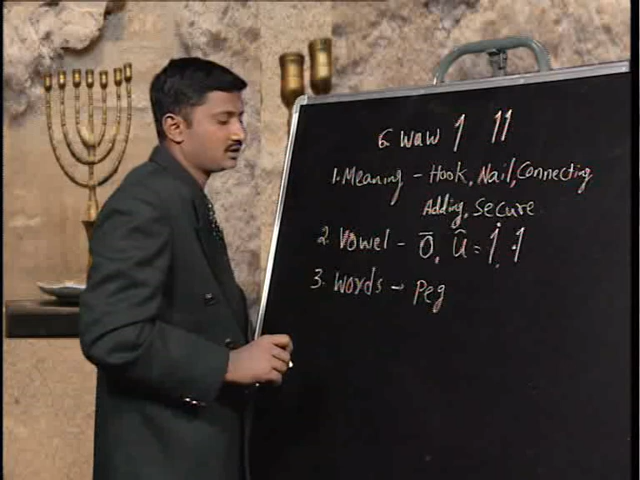 6. waw ו וו
1. Meaning - Hook, Nail, Connecting
Adding, Secure
2. Vowel - ō, û = וֹ, וּ
3. Words - Peg